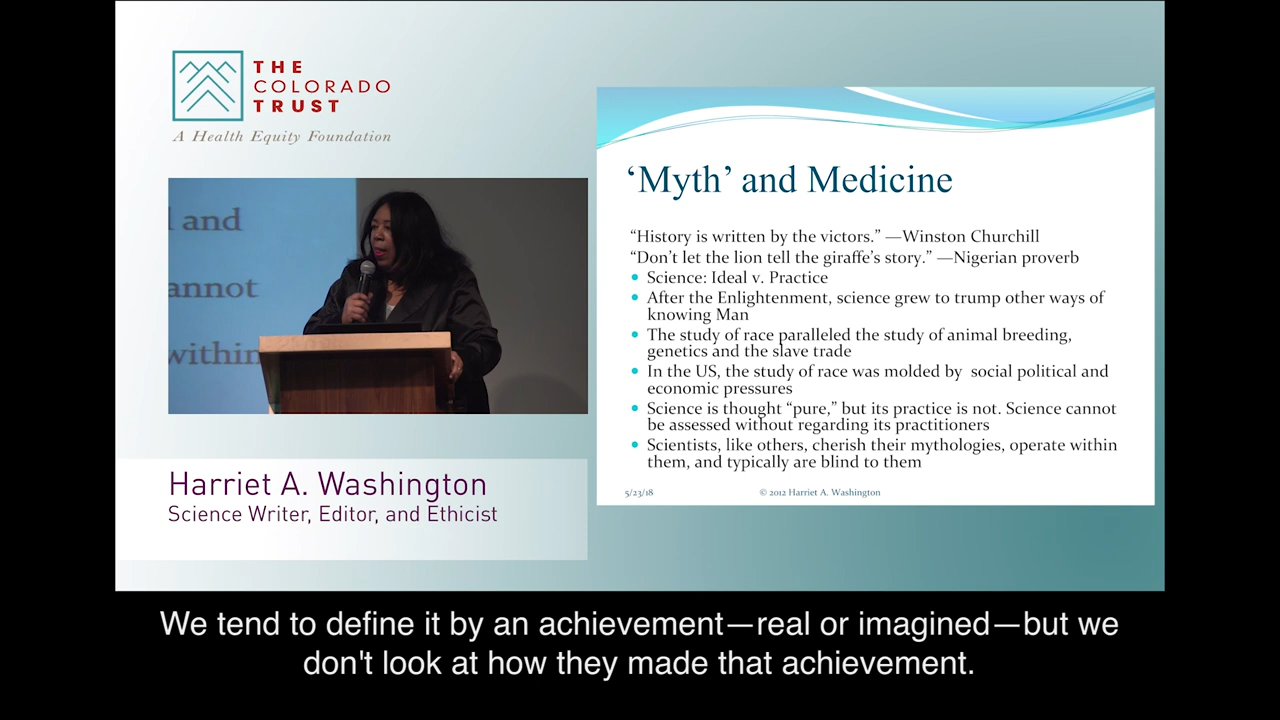 THE
COLORADO
TRUST
A Health Equity Foundation
l and
annot
within
‘Myth’ and Medicine
“History is written by the victors.” —Winston Churchill
“Don’t let the lion tell the giraffe’s story.” —Nigerian proverb
Science: Ideal v. Practice
After the Enlightenment, science grew to trump other ways of
knowing Man
The study of race paralleled the study of animal breeding,
genetics and the slave trade
In the US, the study of race was molded by  social political and
economic pressures
Science is thought “pure,” but its practice is not. Science cannot
be assessed without regarding its practitioners
Scientists, like others, cherish their mythologies, operate within
them, and typically are blind to them
5/23/18
© 2012 Harriet A. Washington
Harriet A. Washington
Science Writer, Editor, and Ethicist
We tend to define it by an achievement—real or imagined—but we
don't look at how they made that achievement.